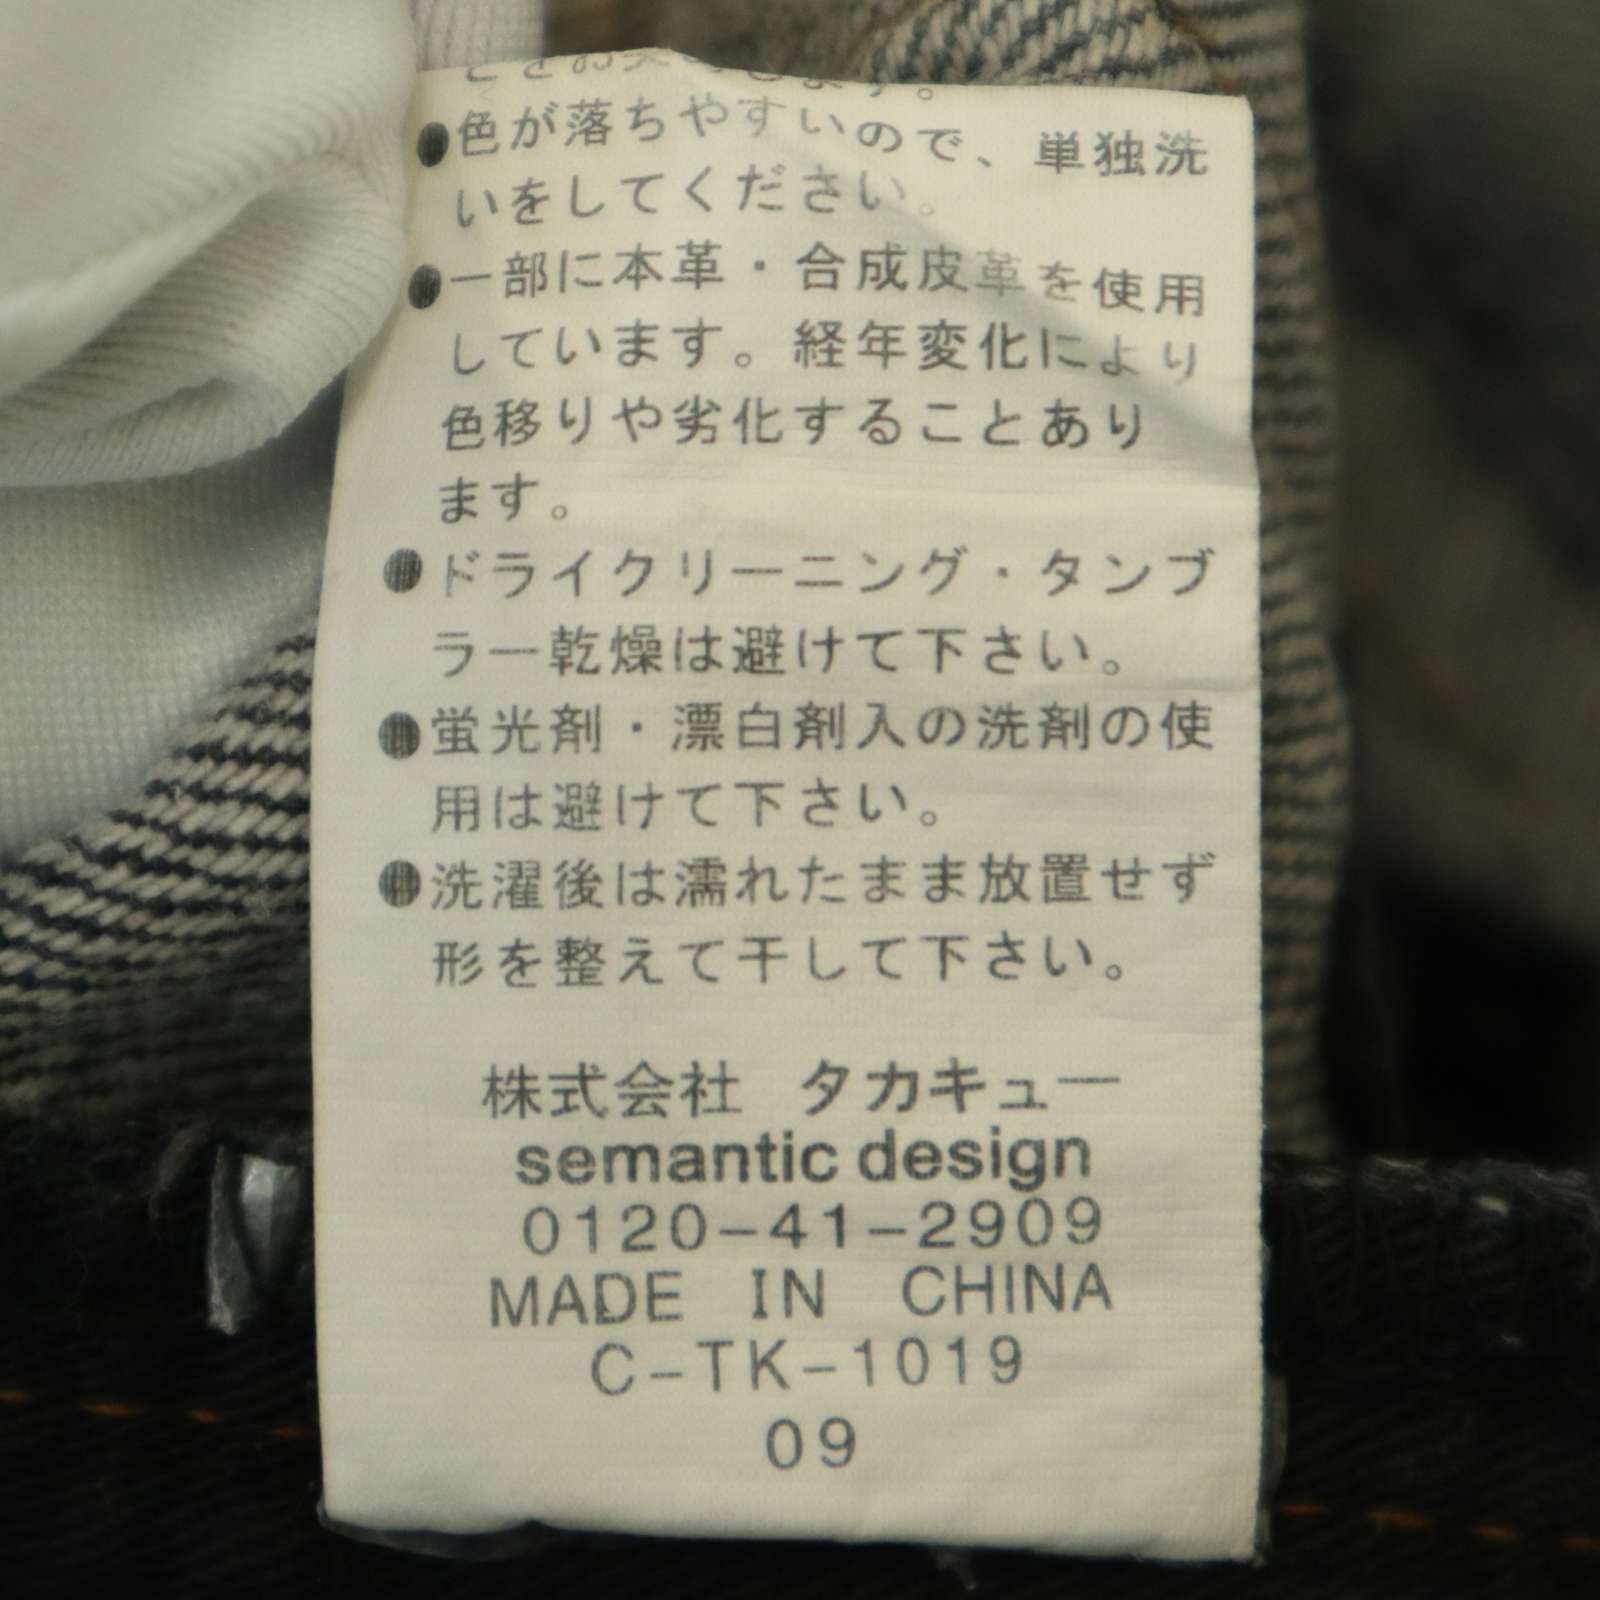 ●色が落ちやすいので、単独洗
いをしてください。
●一部に本革・合成皮革を使用
しています。経年変化により
色移りや劣化することあり
ます。
●ドライクリーニング・タンブ
ラー乾燥は避けて下さい。
●蛍光剤・漂白剤入の洗剤の使
用は避けて下さい。
●洗濯後は濡れたまま放置せず
形を整えて干して下さい。
株式会社 タカキュー
semantic design
0120-41-2909
MADE IN CHINA
C-TK-1019
09